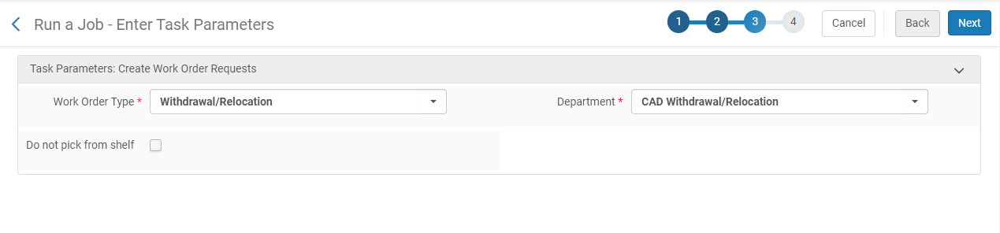 Run a Job - Enter Task Parameters
1 2 3 4 Cancel Back Next
Task Parameters: Create Work Order Requests
Work Order Type * Withdrawal/Relocation Department * CAD Withdrawal/Relocation
Do not pick from shelf